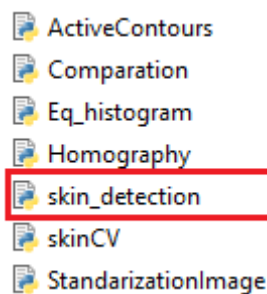 ActiveContours
Comparation
Eq_histogram
Homography
skin_detection
skinCV
StandarizationImage